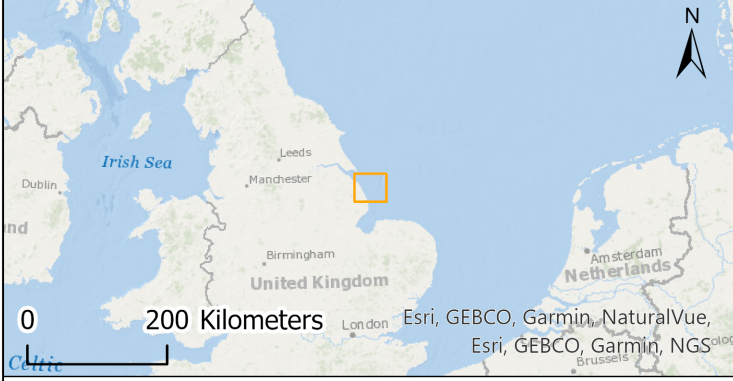 N
Leeds
Irish Sea
Manchester
Dublin
nd
Birmingham
Amsterdam
Netherlands
United Kingdom
0 200 Kilometers
London
Esri, GEBCO, Garmin, NaturalVue,
Esri, GEBCO, Garmin, NGS
Celtic
Brussels